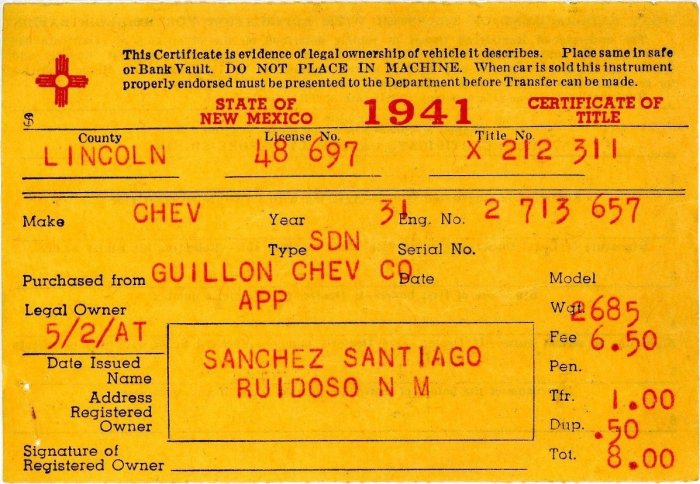 This Certificate is evidence of legal ownership of vehicle it describes. Place same in safe
or Bank Vault. DO NOT PLACE IN MACHINE. When car is sold this instrument
properly endorsed must be presented to the Department before Transfer can be made.
$ STATE OF NEW MEXICO 1941 CERTIFICATE OF TITLE
County License No. Title No.
LINCOLN 48 697 X 212 311
Make CHEV Year 31 Eng. No. 2 713 657
Type SDN Serial No.
Purchased from GUILLON CHEV CO Date Model
Legal Owner APP Wgt. 2685
5/2/AT Fee 6.50
Date Issued Pen.
Name SANCHEZ SANTIAGO
Address RUIDOSO N M Tfr. 1.00
Registered
Owner Dup. .50
Signature of
Registered Owner Tot. 8.00